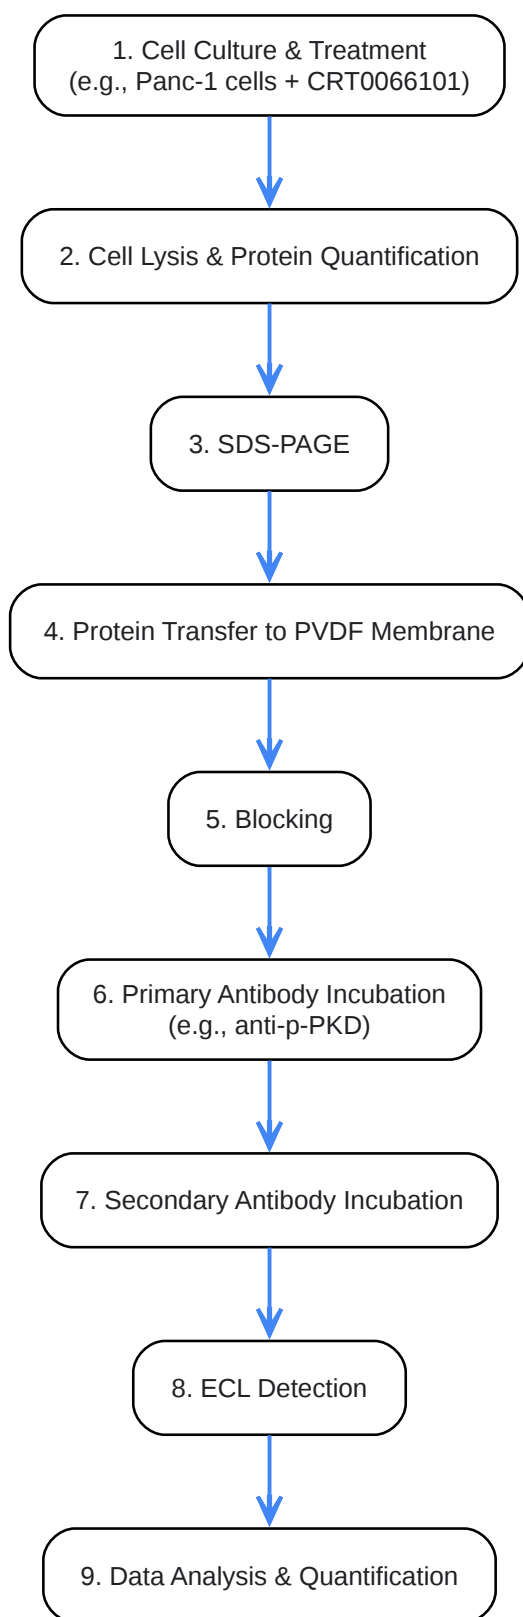 1. Cell Culture & Treatment
(e.g., Panc-1 cells + CRT0066101)
2. Cell Lysis & Protein Quantification
3. SDS-PAGE
4. Protein Transfer to PVDF Membrane
5. Blocking
6. Primary Antibody Incubation
(e.g., anti-p-PKD)
7. Secondary Antibody Incubation
8. ECL Detection
9. Data Analysis & Quantification